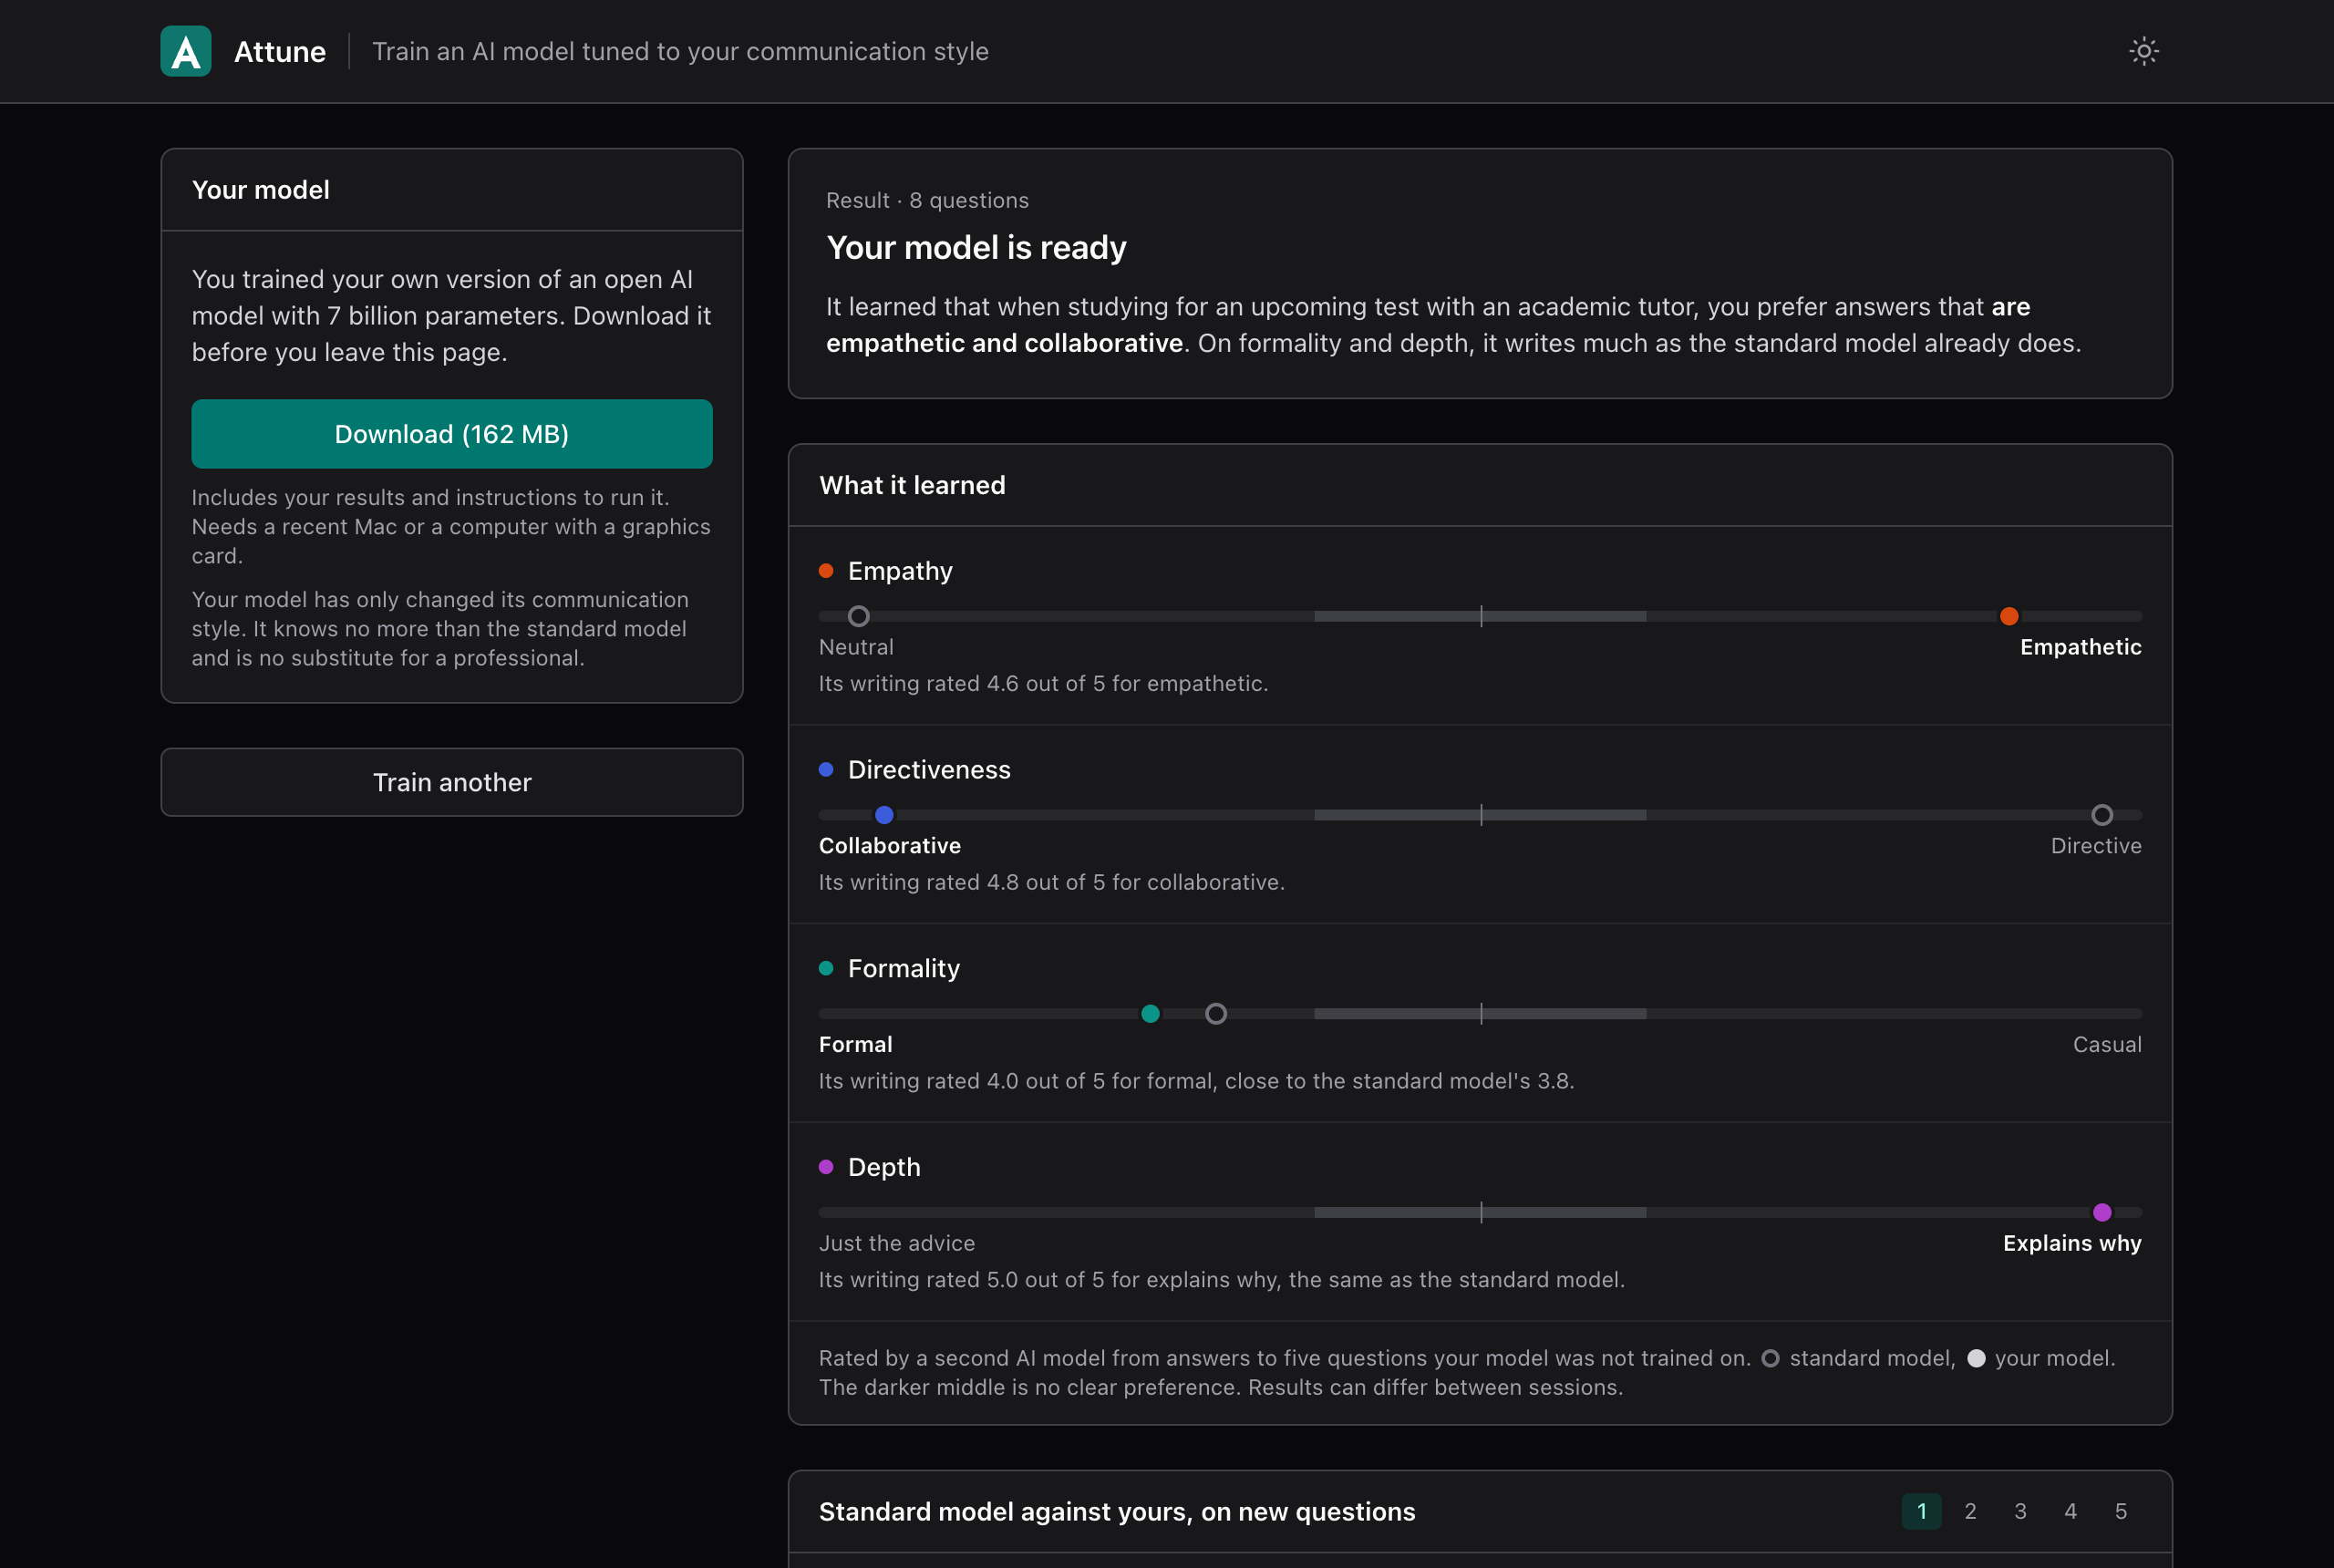 A
Attune
Train an AI model tuned to your communication style
Your model
You trained your own version of an open AI
model with 7 billion parameters. Download it
before you leave this page.
Download (162 MB)
Includes your results and instructions to run it.
Needs a recent Mac or a computer with a graphics
card.
Your model has only changed its communication
style. It knows no more than the standard model
and is no substitute for a professional.
Train another
Result · 8 questions
Your model is ready
It learned that when studying for an upcoming test with an academic tutor, you prefer answers that are
empathetic and collaborative. On formality and depth, it writes much as the standard model already does.
What it learned
Empathy
Neutral
Empathetic
Its writing rated 4.6 out of 5 for empathetic.
Directiveness
Collaborative
Directive
Its writing rated 4.8 out of 5 for collaborative.
Formality
Formal
Casual
Its writing rated 4.0 out of 5 for formal, close to the standard model's 3.8.
Depth
Just the advice
Explains why
Its writing rated 5.0 out of 5 for explains why, the same as the standard model.
Rated by a second AI model from answers to five questions your model was not trained on. standard model, your model.
The darker middle is no clear preference. Results can differ between sessions.
Standard model against yours, on new questions
1 2 3 4 5